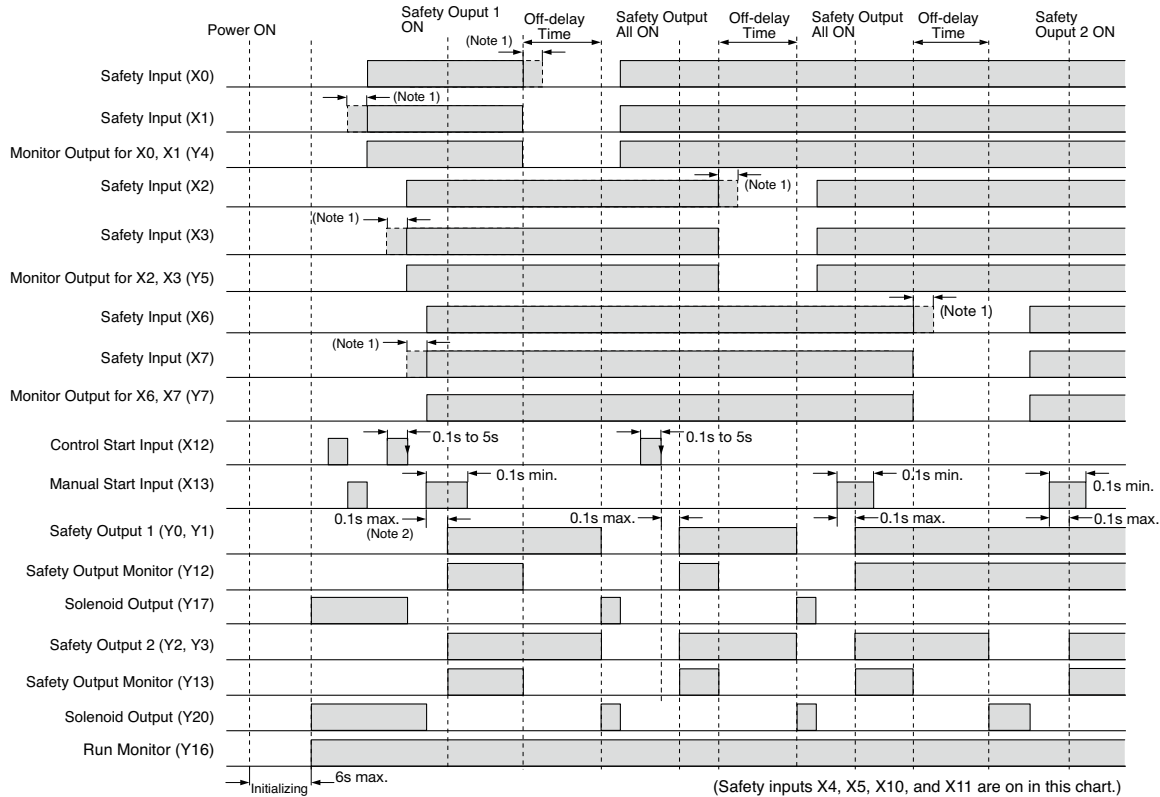 Power ON
Safety Ouput 1
ON
Off-delay
Time
Safety Output
All ON
Off-delay
Time
Safety Output
All ON
Off-delay
Time
Safety
Ouput 2 ON
(Note 1)
Safety Input (X0)
(Note 1)
Safety Input (X1)
Monitor Output for X0, X1 (Y4)
Safety Input (X2)
(Note 1)
(Note 1)
Safety Input (X3)
Monitor Output for X2, X3 (Y5)
Safety Input (X6)
(Note 1)
(Note 1)
Safety Input (X7)
Monitor Output for X6, X7 (Y7)
Control Start Input (X12)
0.1s to 5s
0.1s to 5s
Manual Start Input (X13)
0.1s min.
0.1s min.
0.1s min.
0.1s max.
(Note 2)
0.1s max.
0.1s max.
0.1s max.
Safety Output 1 (Y0, Y1)
Safety Output Monitor (Y12)
Solenoid Output (Y17)
Safety Output 2 (Y2, Y3)
Safety Output Monitor (Y13)
Solenoid Output (Y20)
Run Monitor (Y16)
Initializing
6s max.
(Safety inputs X4, X5, X10, and X11 are on in this chart.)